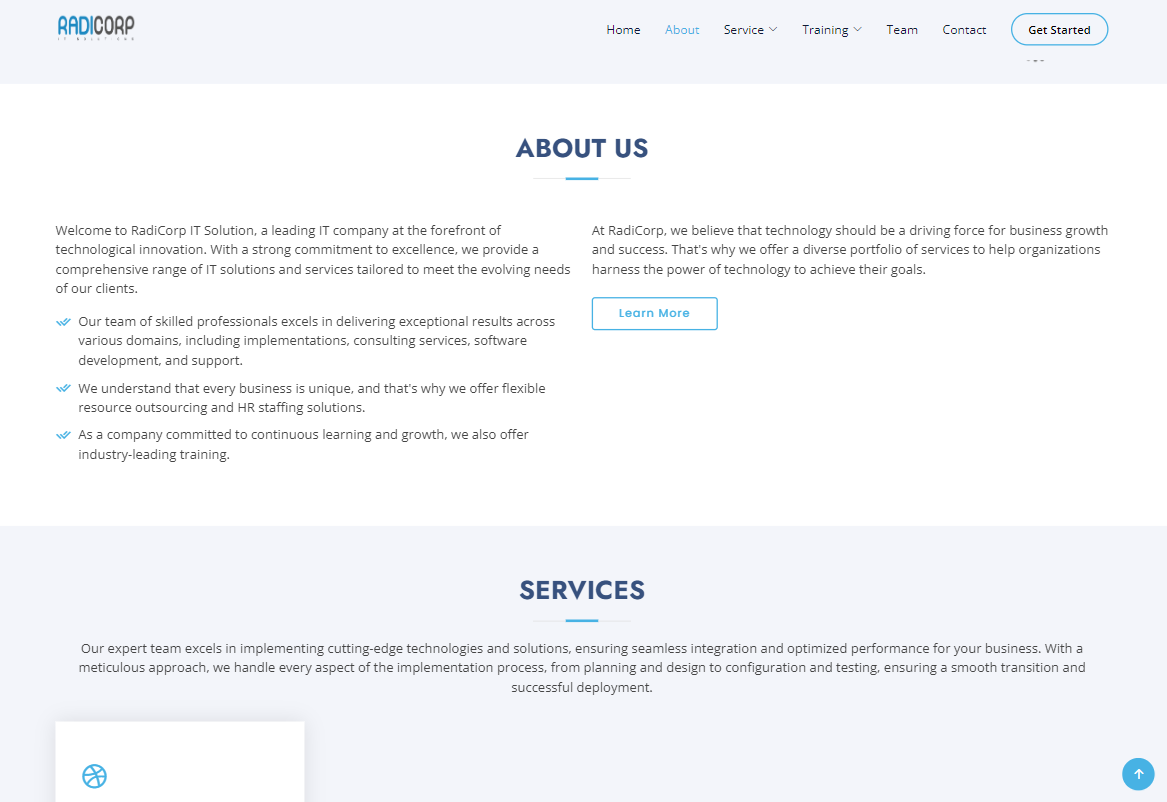 RADICORP
IT SOLUTIONS
Home About Service Training Team Contact Get Started
ABOUT US
Welcome to RadiCorp IT Solution, a leading IT company at the forefront of
technological innovation. With a strong commitment to excellence, we provide a
comprehensive range of IT solutions and services tailored to meet the evolving needs
of our clients.
Our team of skilled professionals excels in delivering exceptional results across
various domains, including implementations, consulting services, software
development, and support.
We understand that every business is unique, and that's why we offer flexible
resource outsourcing and HR staffing solutions.
As a company committed to continuous learning and growth, we also offer
industry-leading training.
At RadiCorp, we believe that technology should be a driving force for business growth
and success. That's why we offer a diverse portfolio of services to help organizations
harness the power of technology to achieve their goals.
Learn More
SERVICES
Our expert team excels in implementing cutting-edge technologies and solutions, ensuring seamless integration and optimized performance for your business. With a
meticulous approach, we handle every aspect of the implementation process, from planning and design to configuration and testing, ensuring a smooth transition and
successful deployment.